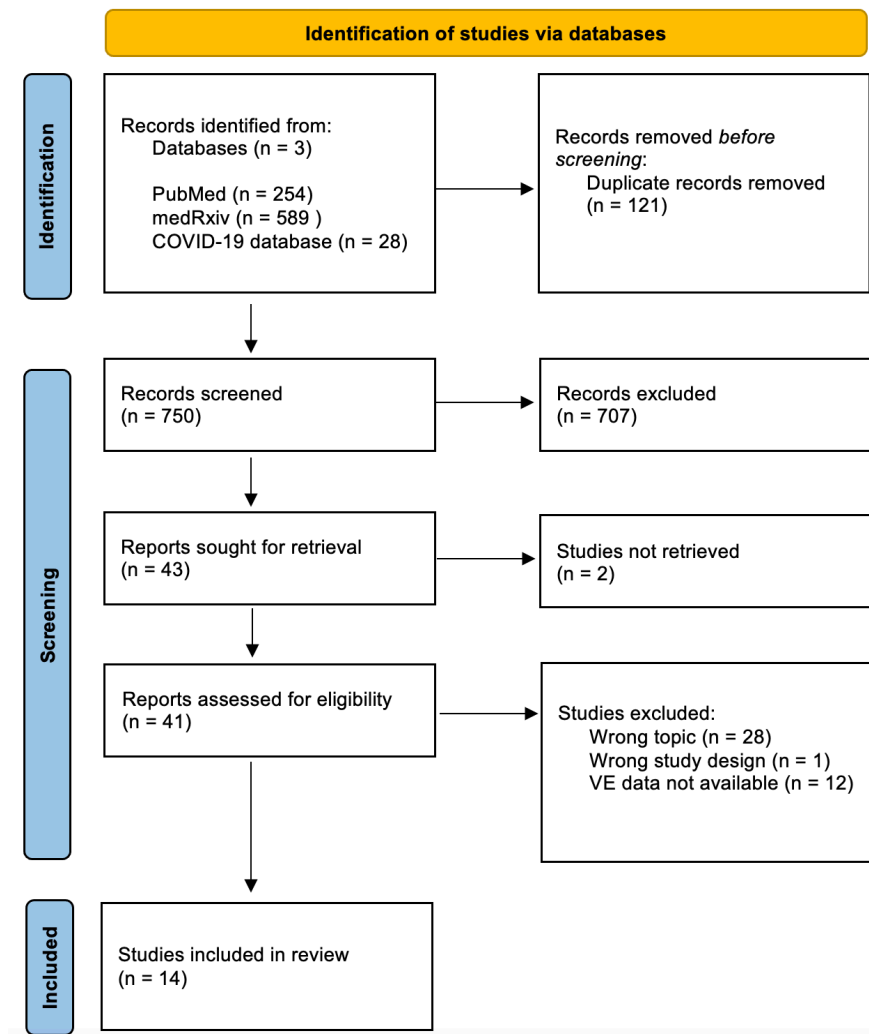 Identification of studies via databases
Identification
Records identified from:
Databases (n = 3)
PubMed (n = 254)
medRxiv (n = 589 )
COVID-19 database (n = 28)
Records removed before
screening:
Duplicate records removed
(n = 121)
Screening
Records screened
(n = 750)
Records excluded
(n = 707)
Reports sought for retrieval
(n = 43)
Studies not retrieved
(n = 2)
Reports assessed for eligibility
(n = 41)
Studies excluded:
Wrong topic (n = 28)
Wrong study design (n = 1)
VE data not available (n = 12)
Included
Studies included in review
(n = 14)